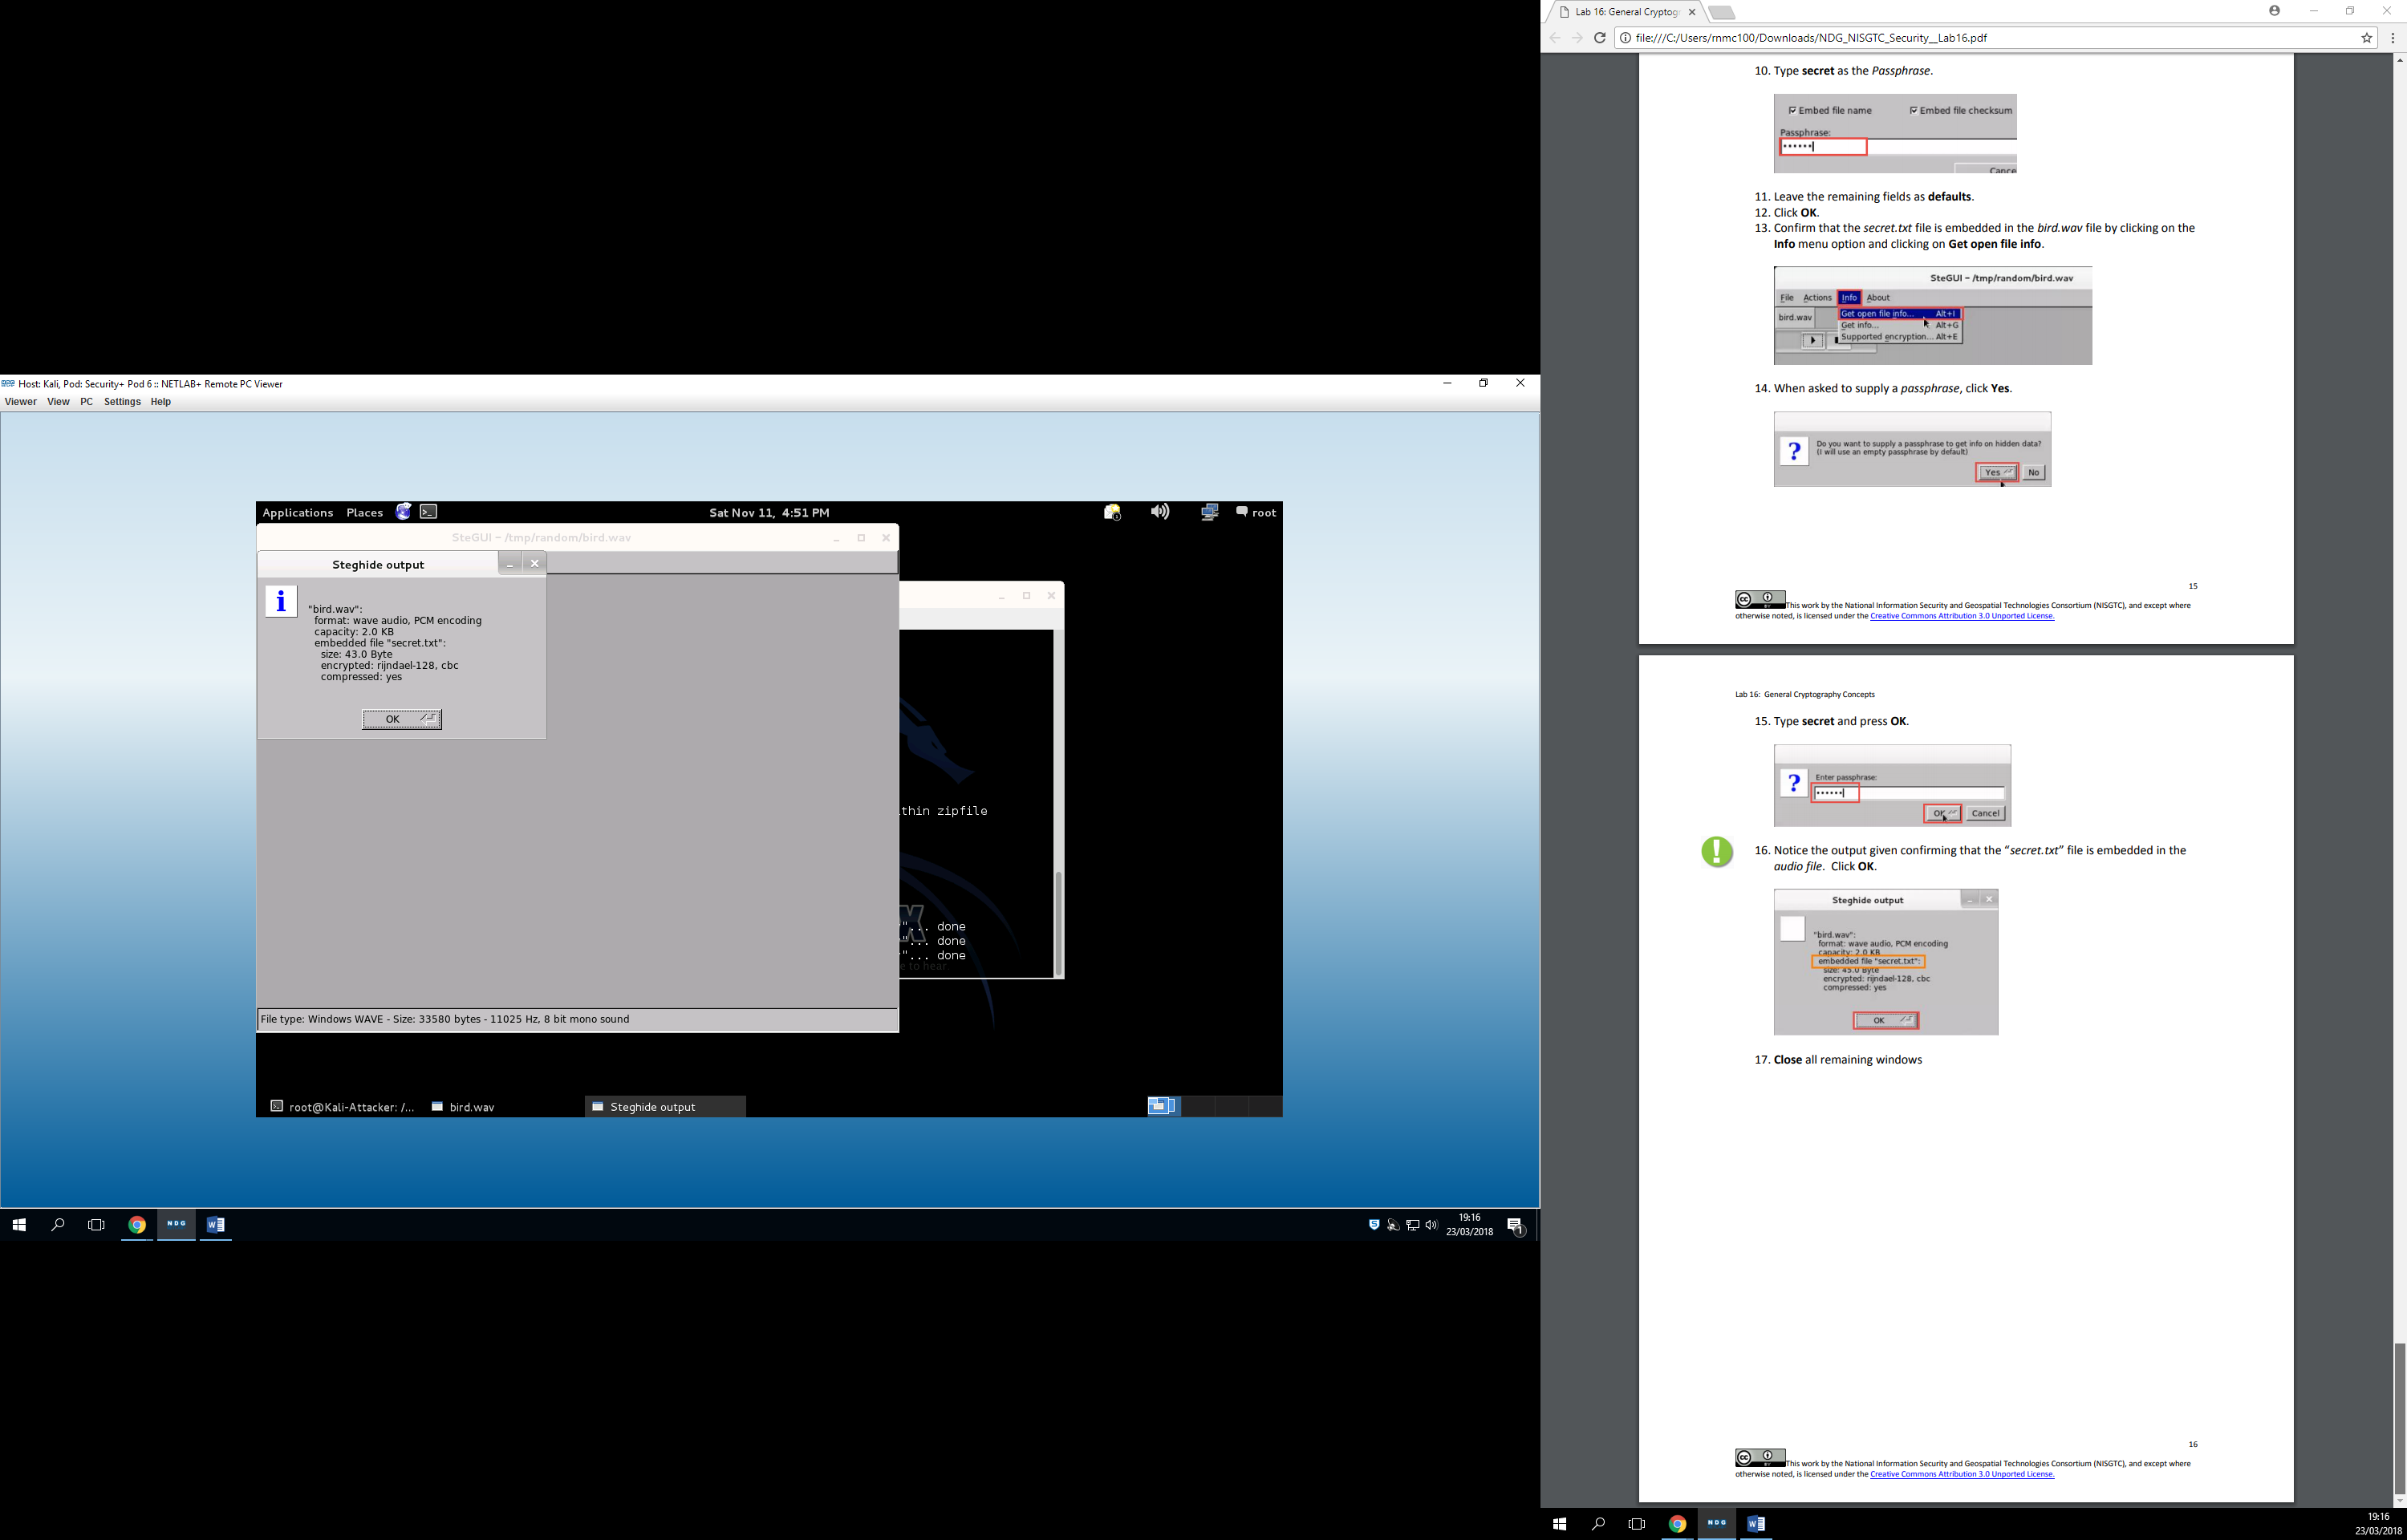 Host: Kali, Pod: Security+ Pod 6 :: NETLAB+ Remote PC Viewer
Viewer View PC Settings Help
Applications Places Sat Nov 11, 4:51 PM root
SteGUI - /tmp/random/bird.wav
Steghide output
"bird.wav":
format: wave audio, PCM encoding
capacity: 2.0 KB
embedded file "secret.txt":
size: 43.0 Byte
encrypted: rijndael-128, cbc
compressed: yes
OK
thin zipfile
"... done
"... done
"... done
e to hear
File type: Windows WAVE - Size: 33580 bytes - 11025 Hz, 8 bit mono sound
root@Kali-Attacker: /... bird.wav Steghide output
NDG
19:16
23/03/2018
1
Lab 16: General Cryptog
file:///C:/Users/rnmc100/Downloads/NDG_NISGTC_Security__Lab16.pdf
10. Type secret as the Passphrase.
Embed file name Embed file checksum
Passphrase:
••••••
Cance
11. Leave the remaining fields as defaults.
12. Click OK.
13. Confirm that the secret.txt file is embedded in the bird.wav file by clicking on the
Info menu option and clicking on Get open file info.
SteGUI - /tmp/random/bird.wav
File Actions Info About
bird.wav Get open file info... Alt+I
Get info... Alt+G
Supported encryption... Alt+E
14. When asked to supply a passphrase, click Yes.
? Do you want to supply a passphrase to get info on hidden data?
(I will use an empty passphrase by default)
Yes No
15
cc BY This work by the National Information Security and Geospatial Technologies Consortium (NISGTC), and except where
otherwise noted, is licensed under the Creative Commons Attribution 3.0 Unported License.
Lab 16: General Cryptography Concepts
15. Type secret and press OK.
? Enter passphrase:
••••••
OK Cancel
! 16. Notice the output given confirming that the “secret.txt” file is embedded in the
audio file. Click OK.
Steghide output
"bird.wav":
format: wave audio, PCM encoding
capacity: 2.0 KB
embedded file "secret.txt":
size: 45.0 Byte
encrypted: rijndael-128, cbc
compressed: yes
OK
17. Close all remaining windows
16
cc BY This work by the National Information Security and Geospatial Technologies Consortium (NISGTC), and except where
otherwise noted, is licensed under the Creative Commons Attribution 3.0 Unported License.
NDG
19:16
23/03/2018